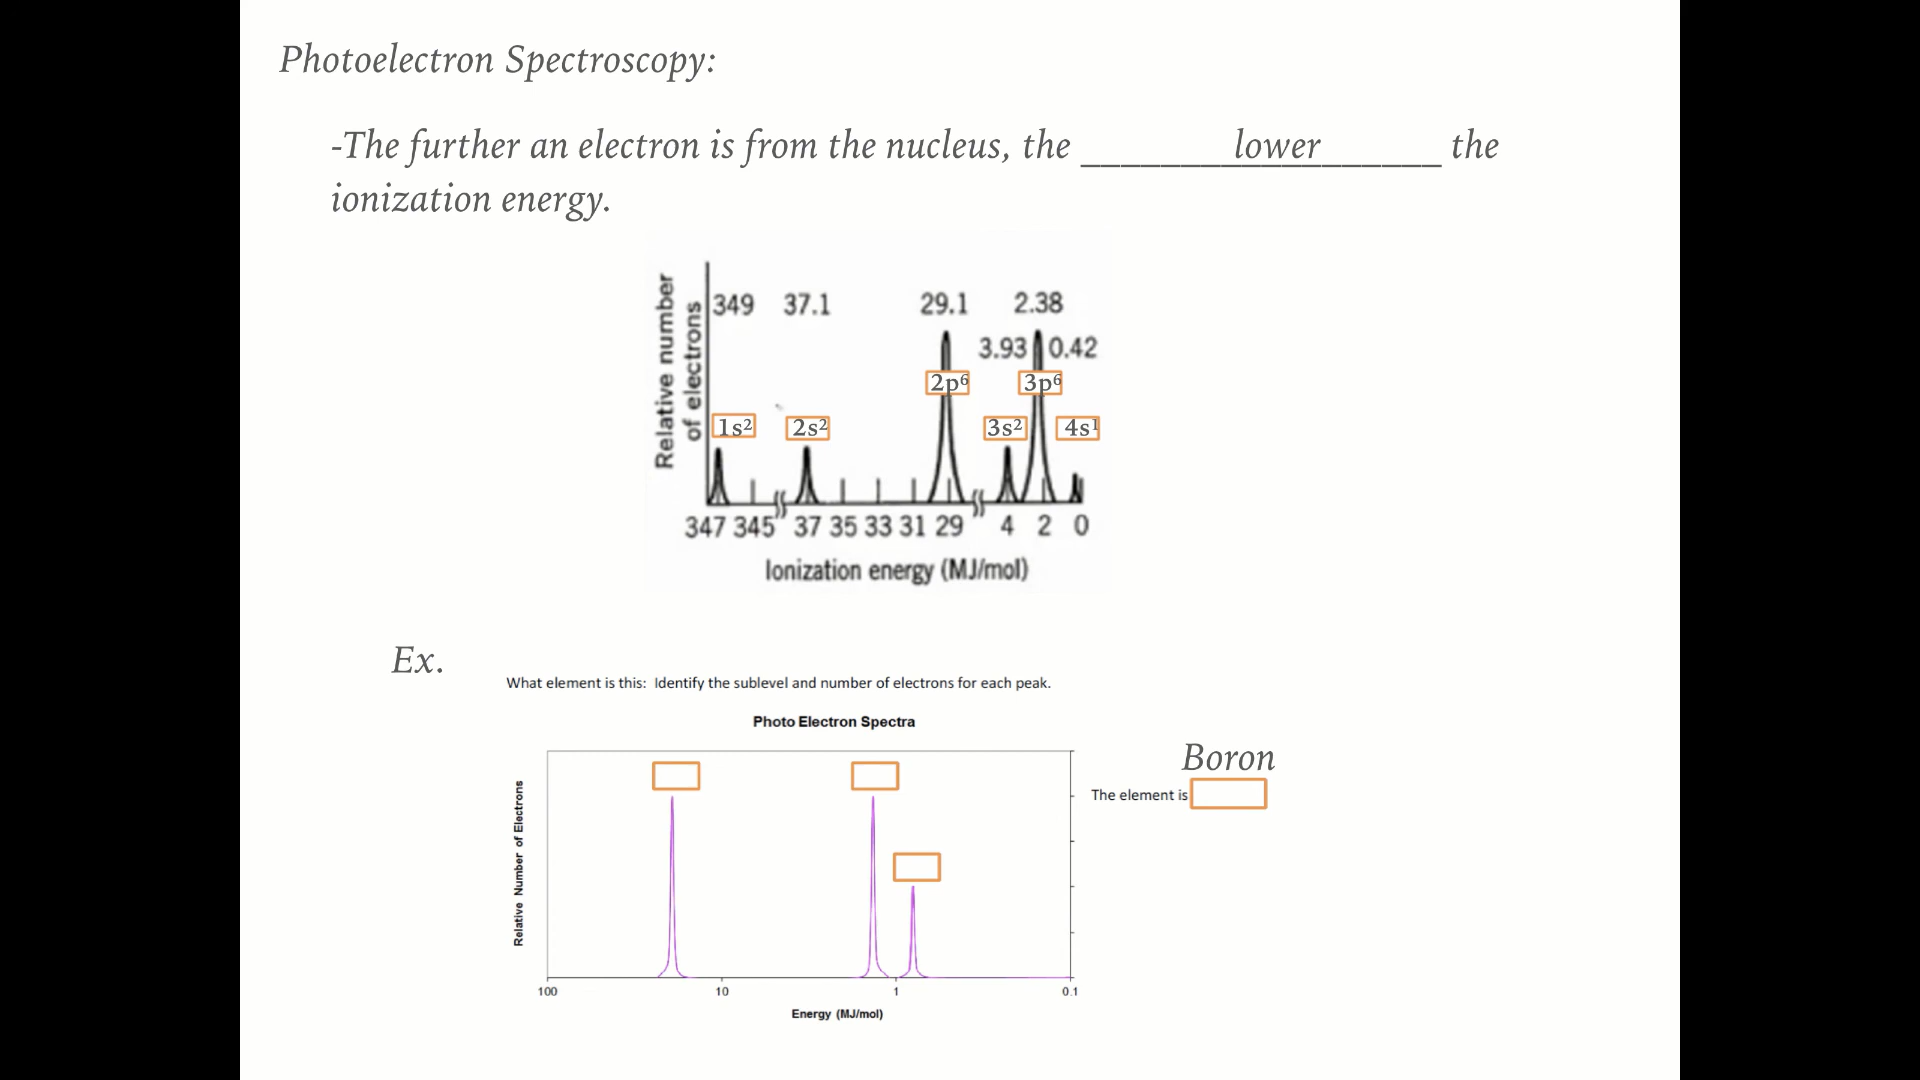 Photoelectron Spectroscopy:
-The further an electron is from the nucleus, the ______lower______ the
ionization energy.
Relative number
of electrons
349 37.1 29.1 2.38
3.93 0.42
2p⁶ 3p⁶
1s² 2s² 3s² 4s¹
347 345 37 35 33 31 29 4 2 0
Ionization energy (MJ/mol)
Ex.
What element is this: Identify the sublevel and number of electrons for each peak.
Photo Electron Spectra
Relative Number of Electrons
Boron
The element is
100 10 1 0.1
Energy (MJ/mol)